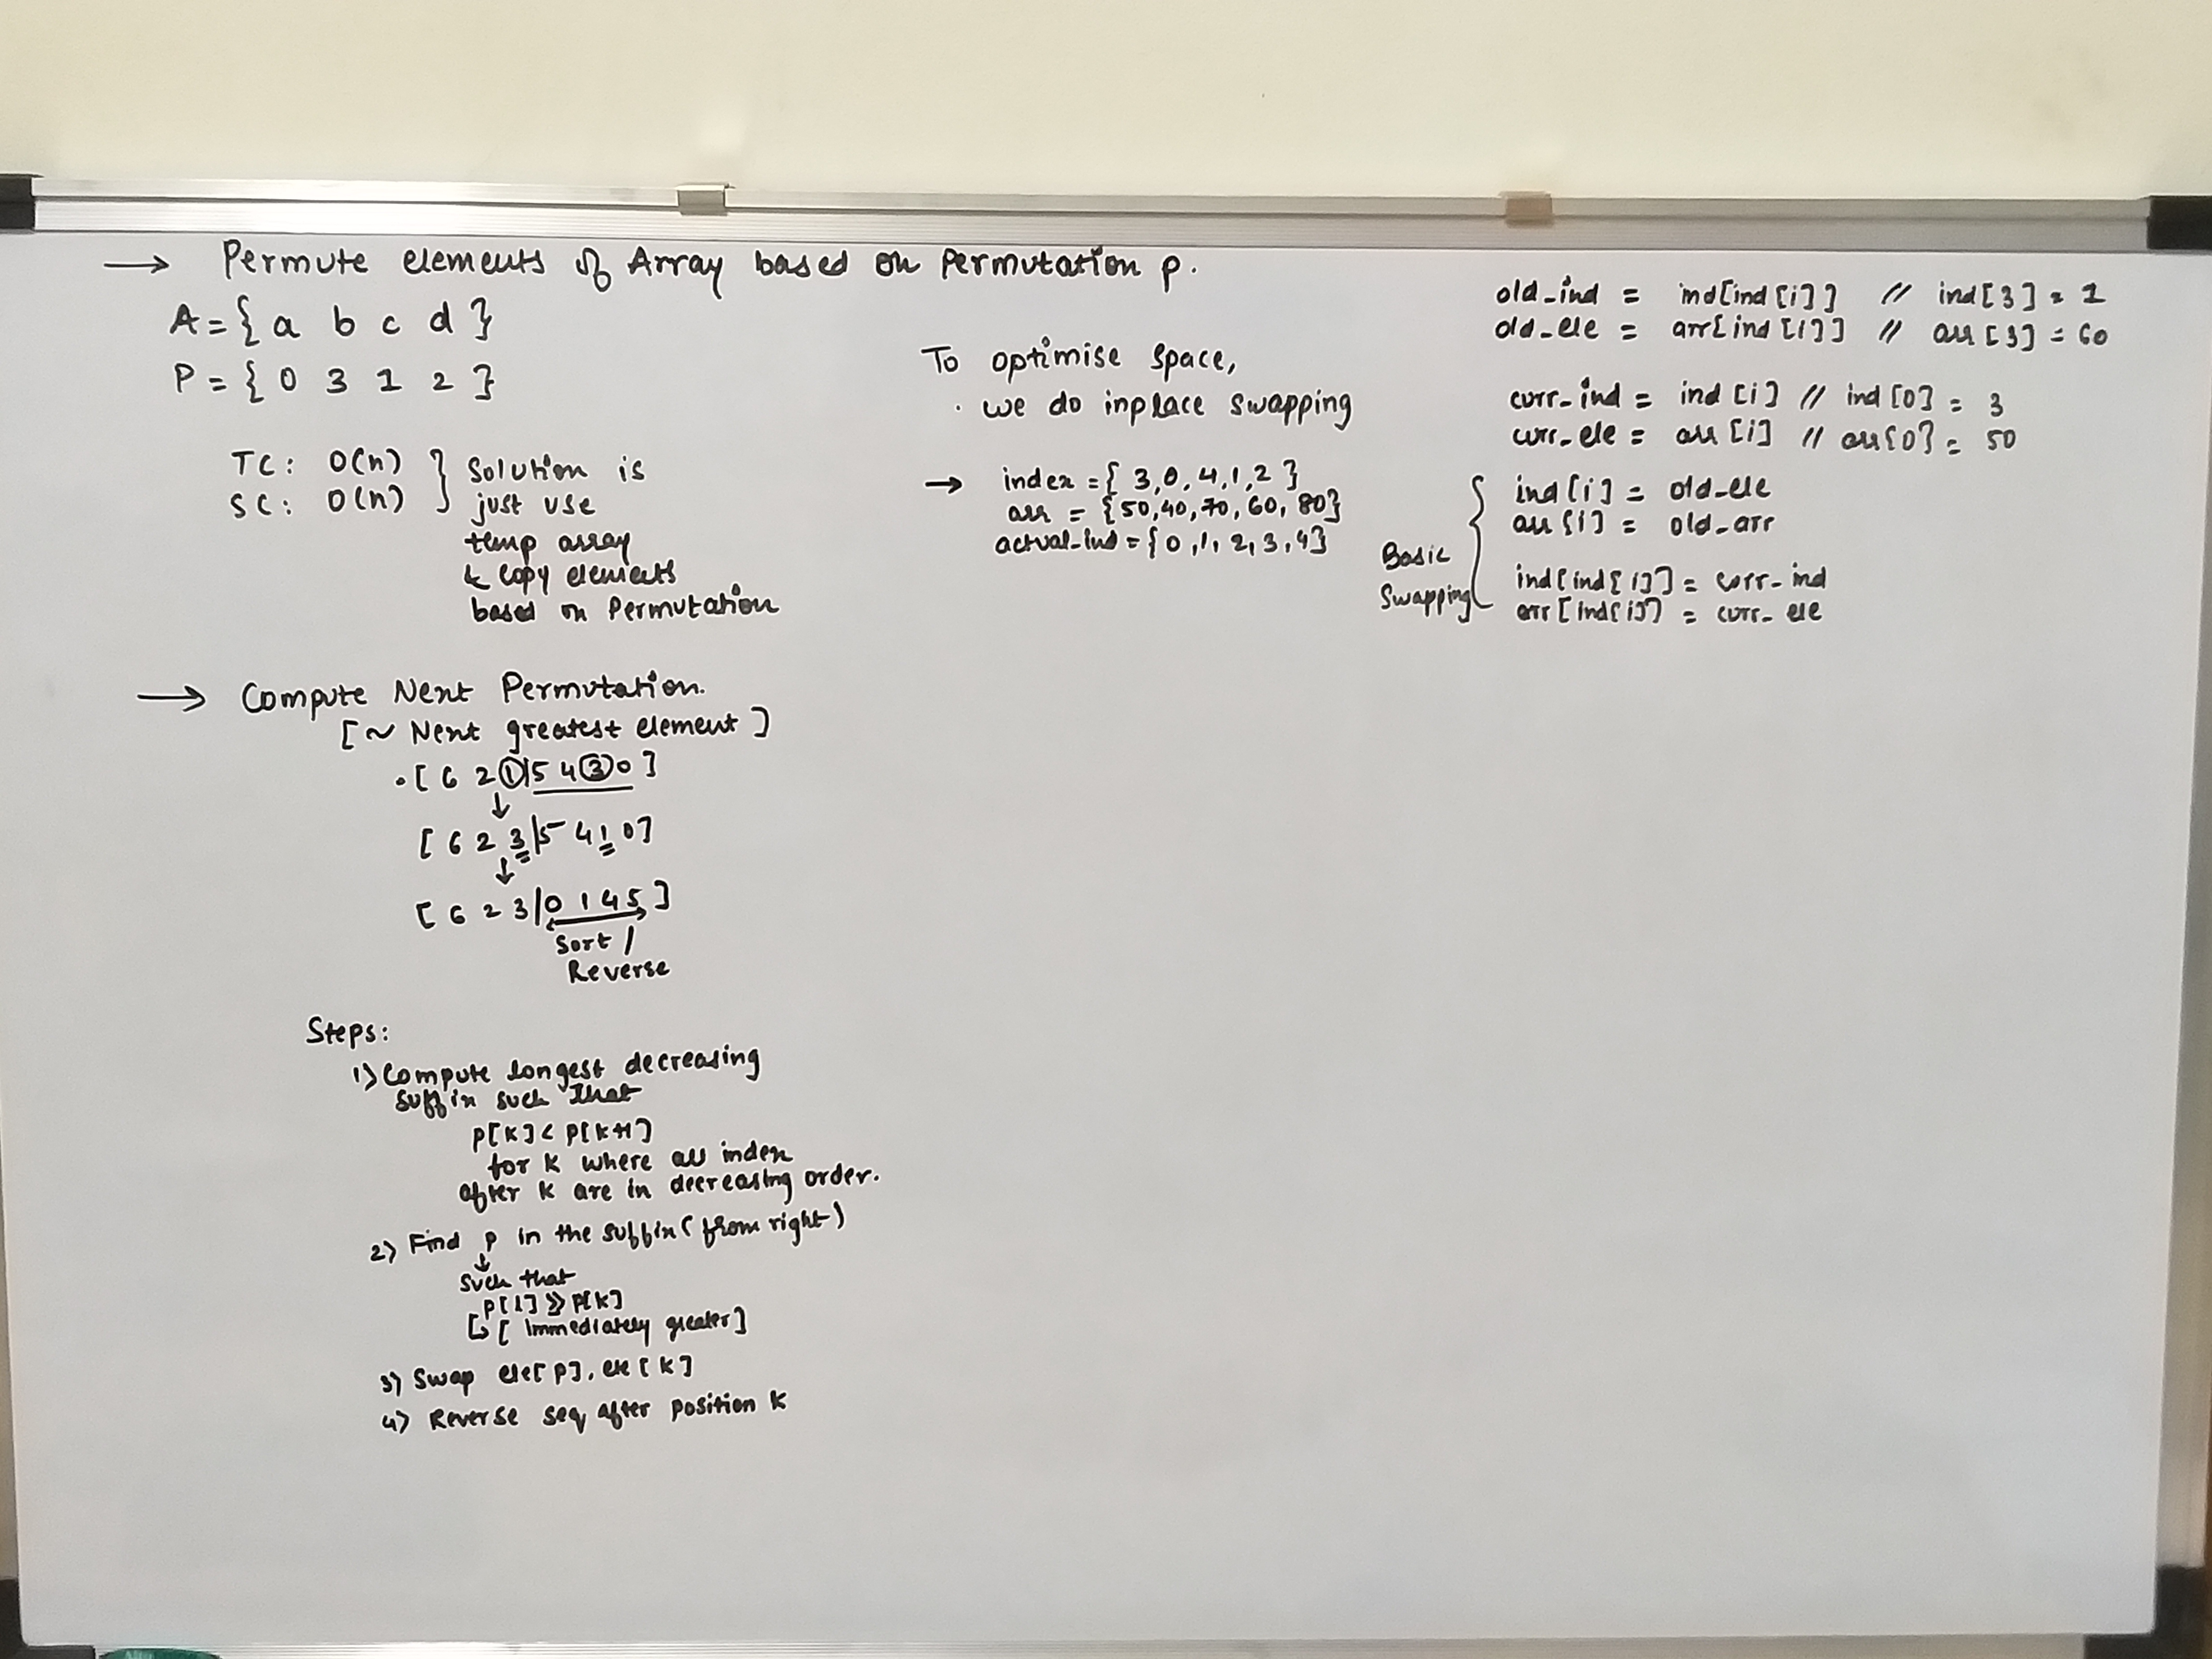 → Permute elements of Array based on Permutation p.
A = { a b c d }
P = { 0 3 1 2 }
TC: O(n)
SC: O(n)
} Solution is
just use
temp array
& copy elements
based on Permutation
To optimise space,
. we do inplace swapping
→ index = { 3, 0, 4, 1, 2 }
arr = {50, 40, 70, 60, 80}
actual_ind = { 0, 1, 2, 3, 4}
old_ind = ind[ind[i]] // ind[3] = 1
old_ele = arr[ind[i]] // arr[3] = 60
curr_ind = ind[i] // ind[0] = 3
curr_ele = arr[i] // arr[0] = 50
Basic
Swapping
{ ind[i] = old_ele
arr[i] = old_arr
ind[ind[i]] = curr_ind
arr[ind[i]] = curr_ele
→ Compute Next Permutation.
[~ Next greatest element ]
. [ 6 2 1 | 5 4 3 0 ]
↓
[ 6 2 3 | 5 4 1 0 ]
↓
[ 6 2 3 | 0 1 4 5 ]
Sort /
Reverse
Steps:
1) Compute longest decreasing
suffix such that
P[K] < P[K+1]
for K where all index
after K are in decreasing order.
2) Find p in the suffix (from right)
↓
such that
P[l] >> P[K]
↳ [ immediately greater]
3) Swap ele[p], ele[K]
4) Reverse seq after position K